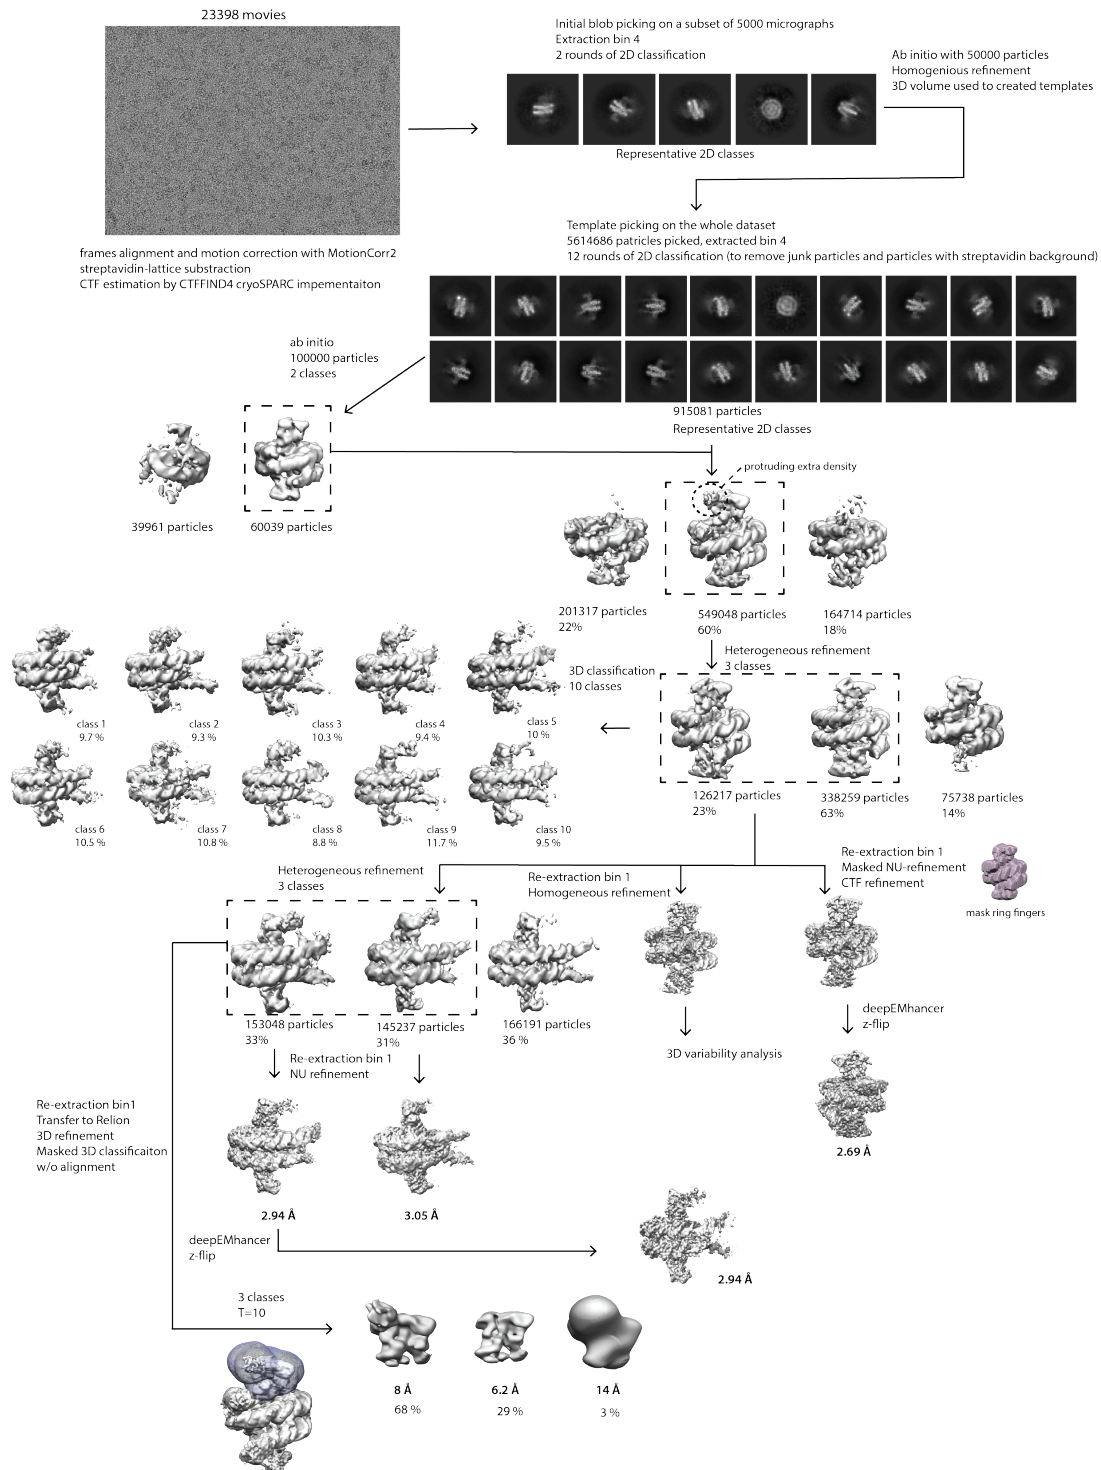 23398 movies
Initial blob picking on a subset of 5000 micrographs
Extraction bin 4
2 rounds of 2D classification
Ab initio with 50000 particles
Homogenious refinement
3D volume used to created templates
Representative 2D classes
frames alignment and motion correction with MotionCorr2
streptavidin-lattice substraction
CTF estimation by CTFFIND4 cryoSPARC impementaiton
Template picking on the whole dataset
5614686 patricles picked, extracted bin 4
12 rounds of 2D classification (to remove junk particles and particles with streptavidin background)
ab initio
100000 particles
2 classes
915081 particles
Representative 2D classes
39961 particles
60039 particles
protruding extra density
201317 particles
22%
549048 particles
60%
164714 particles
18%
Heterogeneous refinement
3 classes
3D classification
10 classes
class 1
9.7 %
class 2
9.3 %
class 3
10.3 %
class 4
9.4 %
class 5
10 %
class 6
10.5 %
class 7
10.8 %
class 8
8.8 %
class 9
11.7 %
class 10
9.5 %
126217 particles
23%
338259 particles
63%
75738 particles
14%
Heterogeneous refinement
3 classes
Re-extraction bin 1
Homogeneous refinement
Re-extraction bin 1
Masked NU-refinement
CTF refinement
mask ring fingers
153048 particles
33%
145237 particles
31%
166191 particles
36 %
3D variability analysis
deepEMhancer
z-flip
2.69 Å
Re-extraction bin 1
NU refinement
Re-extraction bin1
Transfer to Relion
3D refinement
Masked 3D classificaiton
w/o alignment
2.94 Å
3.05 Å
deepEMhancer
z-flip
2.94 Å
3 classes
T=10
8 Å
68 %
6.2 Å
29 %
14 Å
3 %